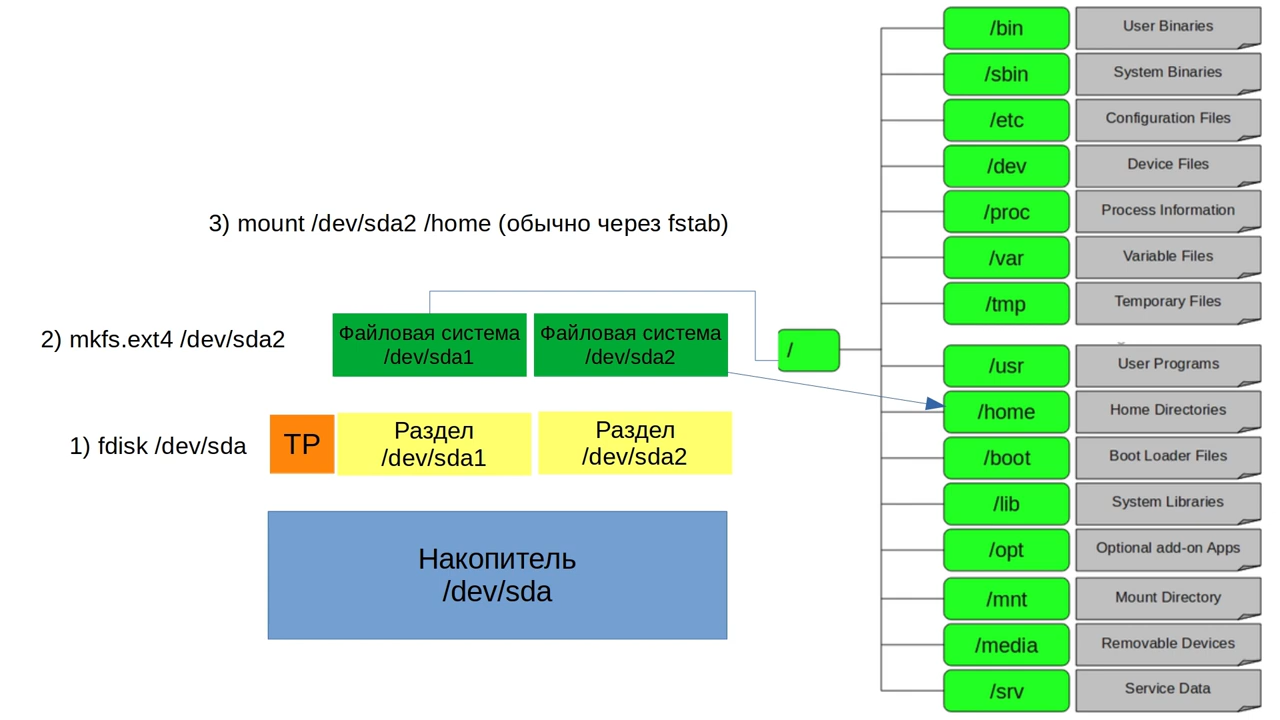 3) mount /dev/sda2 /home (обычно через fstab)
2) mkfs.ext4 /dev/sda2
Файловая система
/dev/sda1
Файловая система
/dev/sda2
1) fdisk /dev/sda
ТР
Раздел
/dev/sda1
Раздел
/dev/sda2
Накопитель
/dev/sda
/
/bin
User Binaries
/sbin
System Binaries
/etc
Configuration Files
/dev
Device Files
/proc
Process Information
/var
Variable Files
/tmp
Temporary Files
/usr
User Programs
/home
Home Directories
/boot
Boot Loader Files
/lib
System Libraries
/opt
Optional add-on Apps
/mnt
Mount Directory
/media
Removable Devices
/srv
Service Data